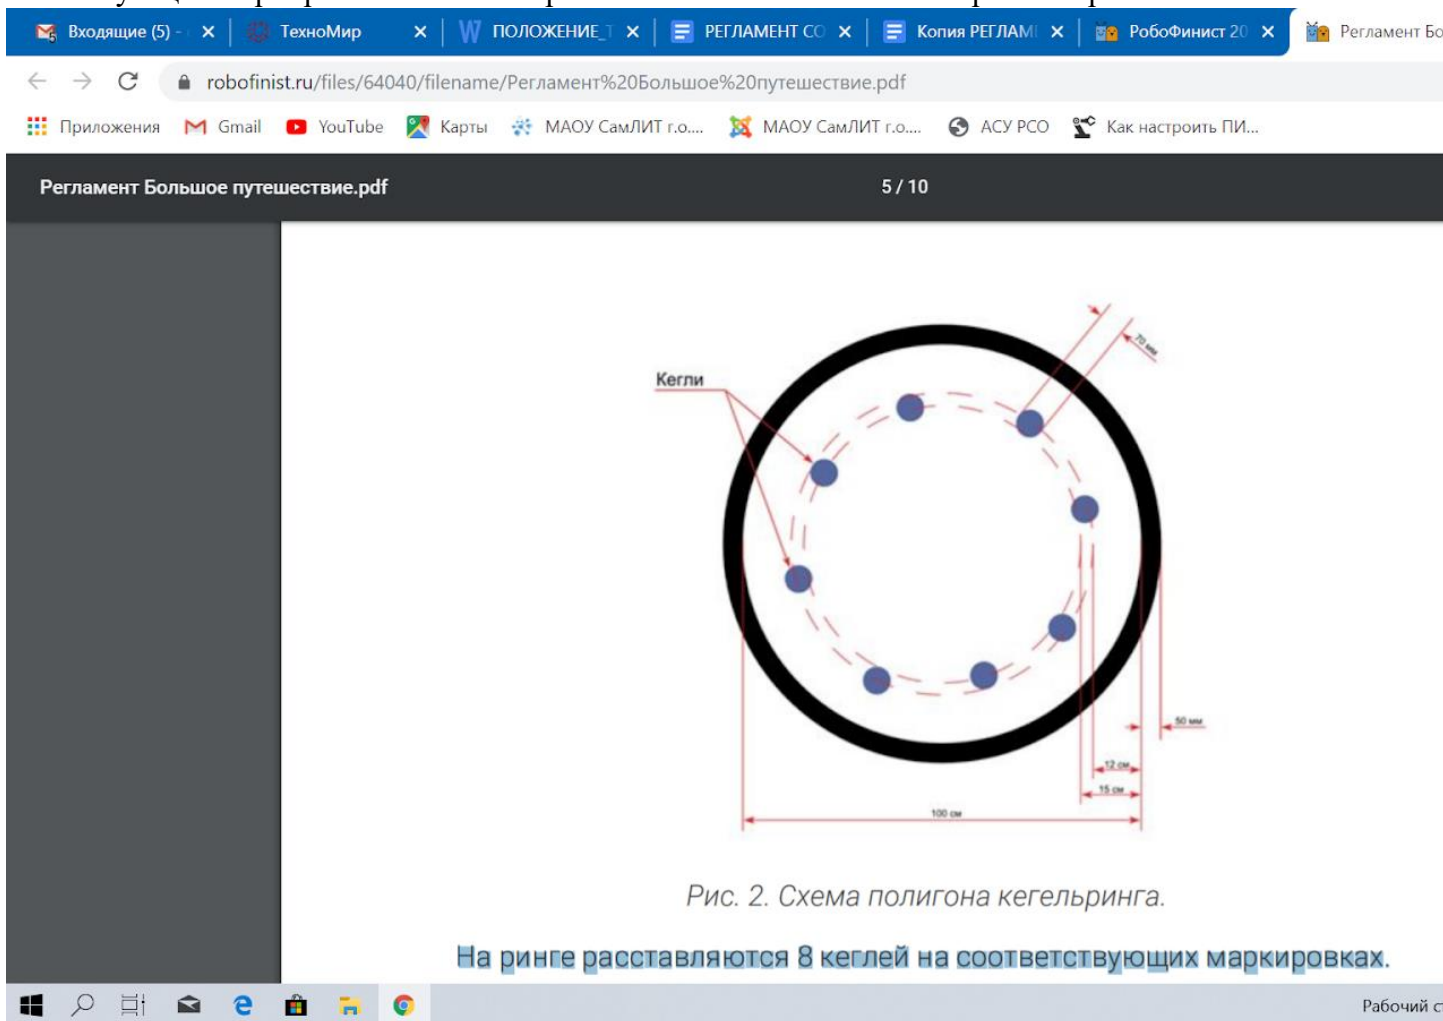 Входящие (5) -
ТехноМир
ПОЛОЖЕНИЕ_Т
РЕГЛАМЕНТ СО
Копия РЕГЛАМЕ
РобоФинист 20
Регламент Бо
robofinist.ru/files/64040/filename/Регламент%20Большое%20путешествие.pdf
Приложения
Gmail
YouTube
Карты
МАОУ СамЛИТ г.о....
МАОУ СамЛИТ г.о....
АСУ РСО
Как настроить ПИ...
Регламент Большое путешествие.pdf
5 / 10
70 мм
Кегли
50 мм
12 см
15 см
100 см
Рис. 2. Схема полигона кегельринга.
На ринге расставляются 8 кеглей на соответствующих маркировках.
Рабочий ст